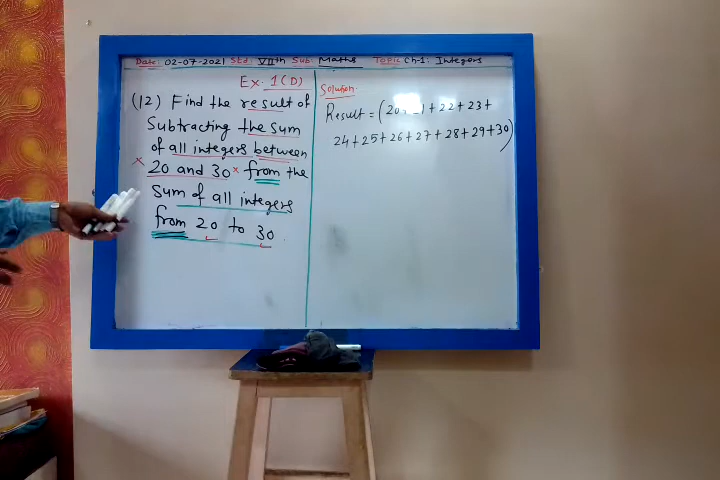 Date: 02-07-2021 Std: VIIth Sub: Maths Topic Ch-1: Integers
Ex. 1(D)
(12) Find the result of
Subtracting the sum
of all integers between
× 20 and 30 × from the
Sum of all integers
from 20 to 30.
Solution.
Result = (20+21+22+23+
24+25+26+27+28+29+30)